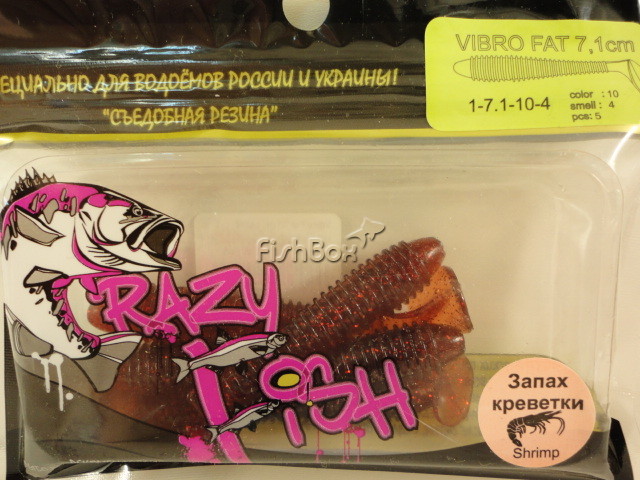 VIBRO FAT 7,1cm
1-7.1-10-4
color : 10
smell : 4
pcs: 5
ЕЦИАЛЬНО ДЛЯ ВОДОЁМОВ РОССИИ И УКРАИНЫ!
"СЪЕДОБНАЯ РЕЗИНА"
FishBox
RAZY
FISH
Запах
креветки
Shrimp